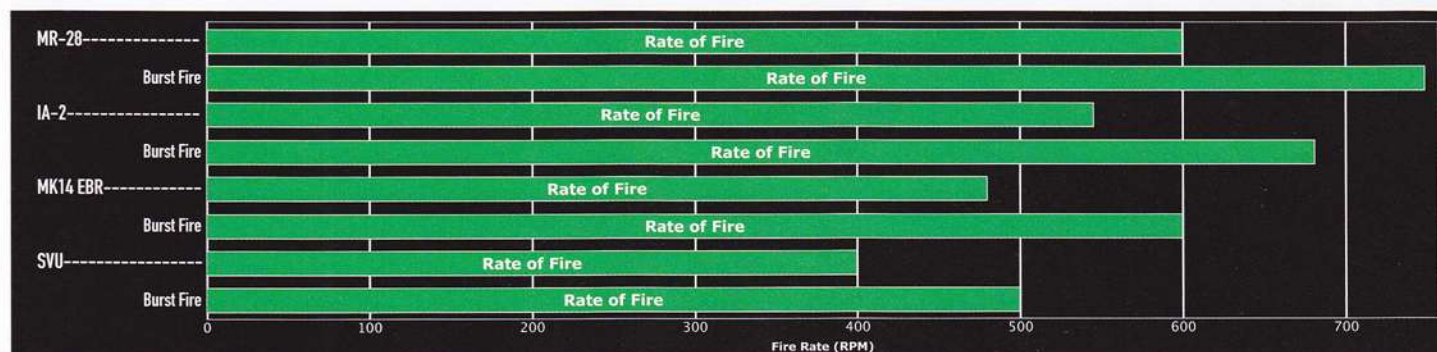 MR-28--------------- Rate of Fire
Burst Fire Rate of Fire
IA-2----------------- Rate of Fire
Burst Fire Rate of Fire
MK14 EBR------------ Rate of Fire
Burst Fire Rate of Fire
SVU----------------- Rate of Fire
Burst Fire Rate of Fire
0 100 200 300 400 500 600 700
Fire Rate (RPM)